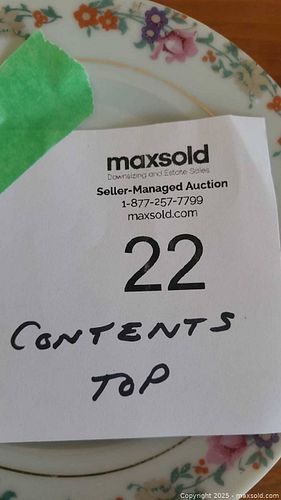 maxsold
Downsizing and Estate Sales
Seller-Managed Auction
1-877-257-7799
maxsold.com
22
CONTENTS
TOP
Copyright 2025 - maxsold.com